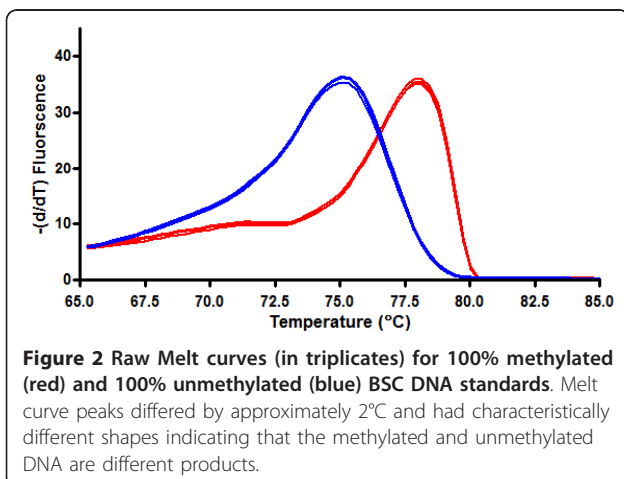 40
30
20
10
0
-(d/dT) Fluorescence
65.0 67.5 70.0 72.5 75.0 77.5 80.0 82.5 85.0
Temperature (°C)
Figure 2 Raw Melt curves (in triplicates) for 100% methylated
(red) and 100% unmethylated (blue) BSC DNA standards. Melt
curve peaks differed by approximately 2°C and had characteristically
different shapes indicating that the methylated and unmethylated
DNA are different products.